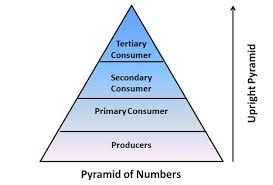 Tertiary
Consumer
Secondary
Consumer
Primary Consumer
Producers
Pyramid of Numbers
Upright Pyramid